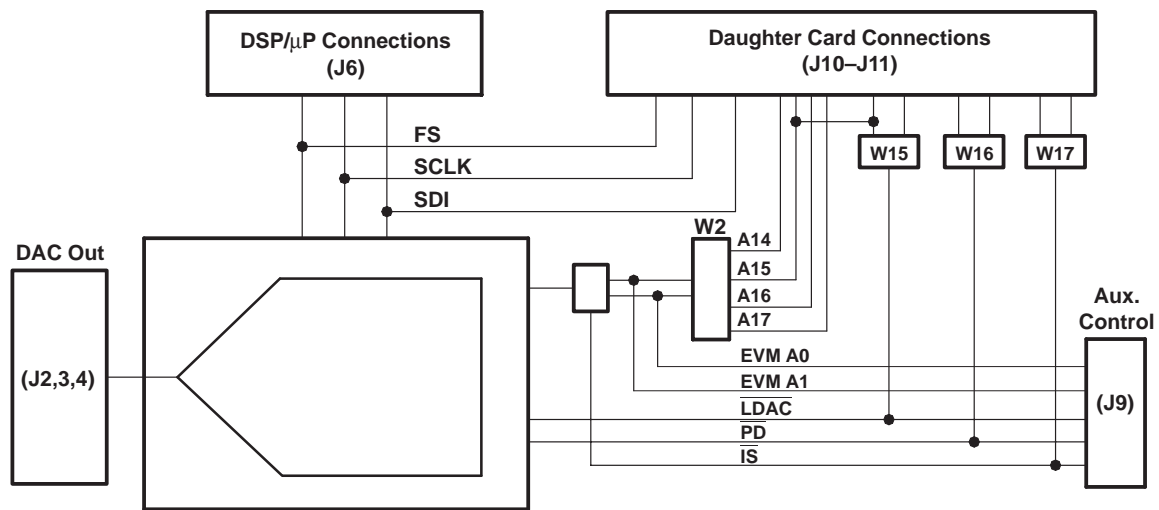 DSP/μP Connections
(J6)
Daughter Card Connections
(J10–J11)
FS
SCLK
SDI
W15
W16
W17
W2
A14
A15
A16
A17
DAC Out
(J2,3,4)
Aux.
Control
(J9)
EVM A0
EVM A1
LDAC
PD
IS